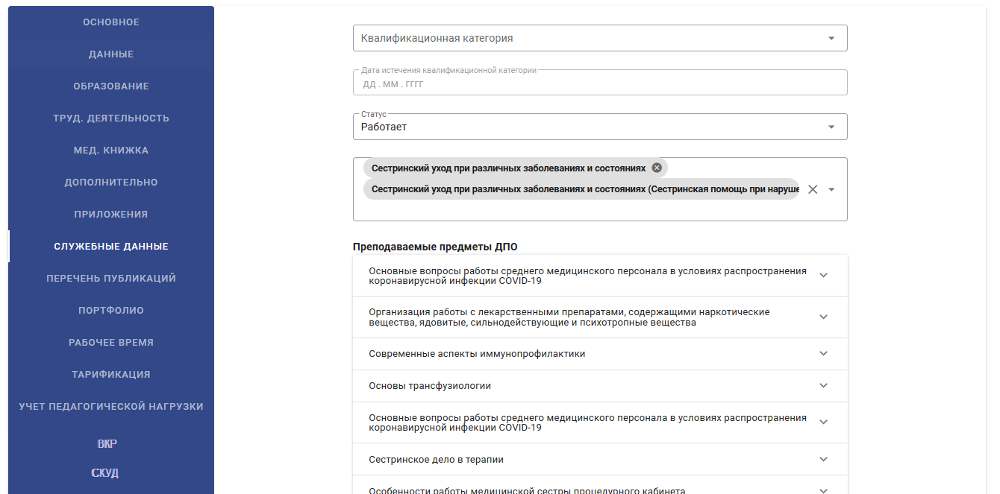 ОСНОВНОЕ
ДАННЫЕ
ОБРАЗОВАНИЕ
ТРУД. ДЕЯТЕЛЬНОСТЬ
МЕД. КНИЖКА
ДОПОЛНИТЕЛЬНО
ПРИЛОЖЕНИЯ
СЛУЖЕБНЫЕ ДАННЫЕ
ПЕРЕЧЕНЬ ПУБЛИКАЦИЙ
ПОРТФОЛИО
РАБОЧЕЕ ВРЕМЯ
ТАРИФИКАЦИЯ
УЧЕТ ПЕДАГОГИЧЕСКОЙ НАГРУЗКИ
ВКР
СКУД
Квалификационная категория
Дата истечения квалификационной категории
ДД . ММ . ГГГГ
Статус
Работает
Сестринский уход при различных заболеваниях и состояниях
Сестринский уход при различных заболеваниях и состояниях (Сестринская помощь при наруше
Преподаваемые предметы ДПО
Основные вопросы работы среднего медицинского персонала в условиях распространения
коронавирусной инфекции COVID-19
Организация работы с лекарственными препаратами, содержащими наркотические
вещества, ядовитые, сильнодействующие и психотропные вещества
Современные аспекты иммунопрофилактики
Основы трансфузиологии
Основные вопросы работы среднего медицинского персонала в условиях распространения
коронавирусной инфекции COVID-19
Сестринское дело в терапии
Особенности работы медицинской сестры процедурного кабинета